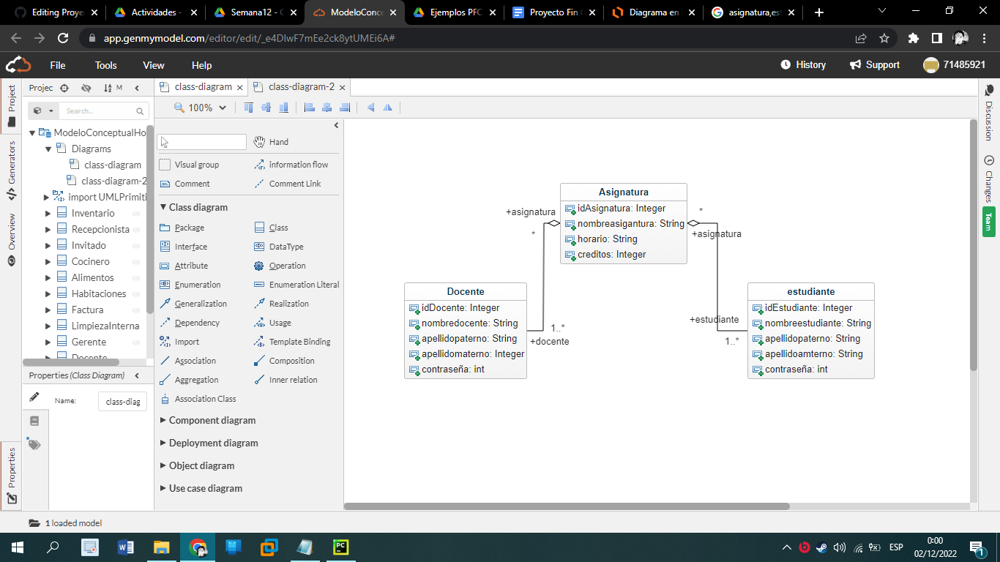 Editing Proye
Actividades -
Semana12 - G
ModeloConce
Ejemplos PFC
Proyecto Fin
Diagrama en
asignatura,es
app.genmymodel.com/editor/edit/_e4DlwF7mEe2ck8ytUMEi6A#
File Tools View Help History Support 71485921
Project
Generators
Overview
Properties
Projec M
Search...
ModeloConceptualHo
Diagrams
class-diagram
class-diagram-2
import UMLPrimiti
Inventario
Recepcionista
Invitado
Cocinero
Alimentos
Habitaciones
Factura
LimpiezaInterna
Gerente
Docente
Properties (Class Diagram)
Name: class-diag
class-diagram class-diagram-2
100%
Hand
Visual group information flow
Comment Comment Link
Class diagram
Package Class
Interface DataType
Attribute Operation
Enumeration Enumeration Literal
Generalization Realization
Dependency Usage
Import Template Binding
Association Composition
Aggregation Inner relation
Association Class
Component diagram
Deployment diagram
Object diagram
Use case diagram
Asignatura
idAsignatura: Integer
nombreasigantura: String
horario: String
creditos: Integer
+asignatura
*
*
+asignatura
Docente
idDocente: Integer
nombredocente: String
apellidopaterno: String
apellidomaterno: Integer
contraseña: int
1..*
+docente
+estudiante
1..*
estudiante
idEstudiante: Integer
nombreestudiante: String
apellidopaterno: String
apellidoamterno: String
contraseña: int
Discussion
Changes
Team
1 loaded model
PC
ESP
0:00
02/12/2022
1